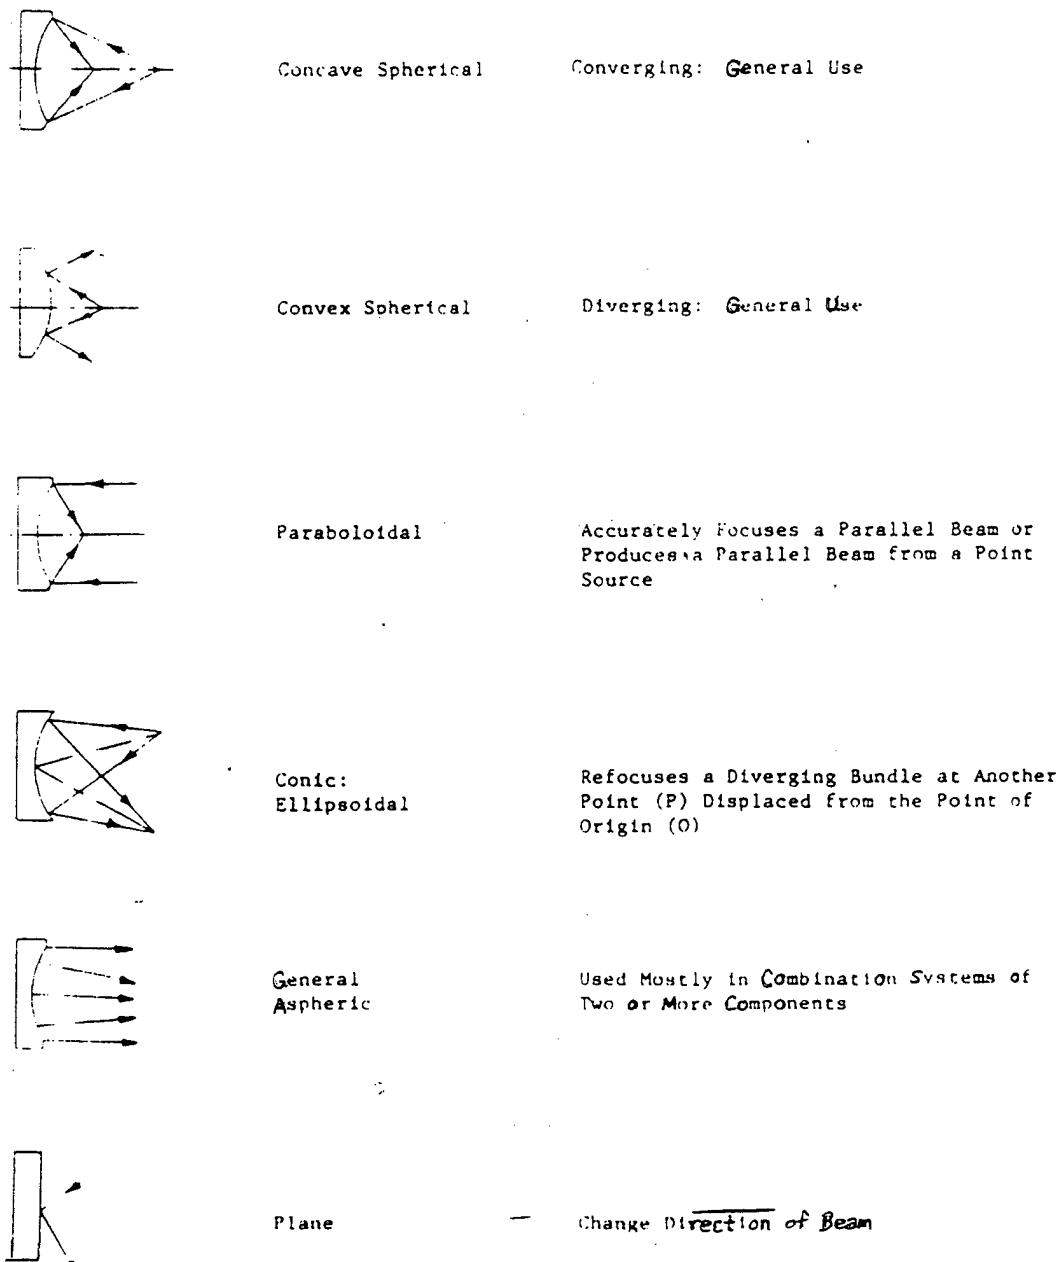 Concave Spherical Converging: General Use
Convex Spherical Diverging: General Use
Paraboloidal Accurately Focuses a Parallel Beam or
Produces a Parallel Beam from a Point
Source
Conic: Refocuses a Diverging Bundle at Another
Ellipsoidal Point (P) Displaced from the Point of
Origin (O)
General Used Mostly in Combination Systems of
Aspheric Two or More Components
Plane — Change Direction of Beam